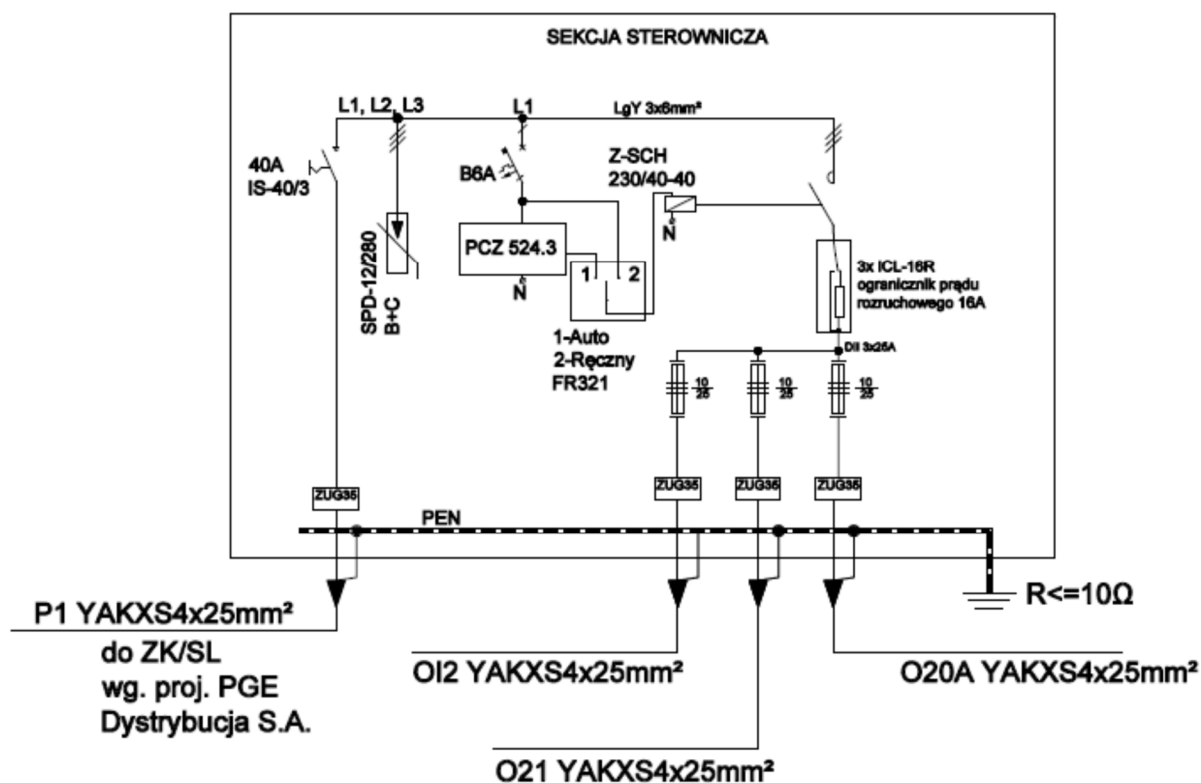 SEKCJA STEROWNICZA
L1, L2, L3
L1
LgY 3x6mm²
40A
IS-40/3
B6A
Z-SCH
230/40-40
N
PCZ 524.3
N
1
2
SPD-12/280
B+C
1-Auto
2-Ręczny
FR321
3x ICL-16R
ogranicznik prądu
rozruchowego 16A
DII 3x25A
10
25
10
25
10
25
ZUG35
ZUG35
ZUG35
ZUG35
PEN
R<=10Ω
P1 YAKXS4x25mm²
do ZK/SL
wg. proj. PGE
Dystrybucja S.A.
OI2 YAKXS4x25mm²
O20A YAKXS4x25mm²
O21 YAKXS4x25mm²